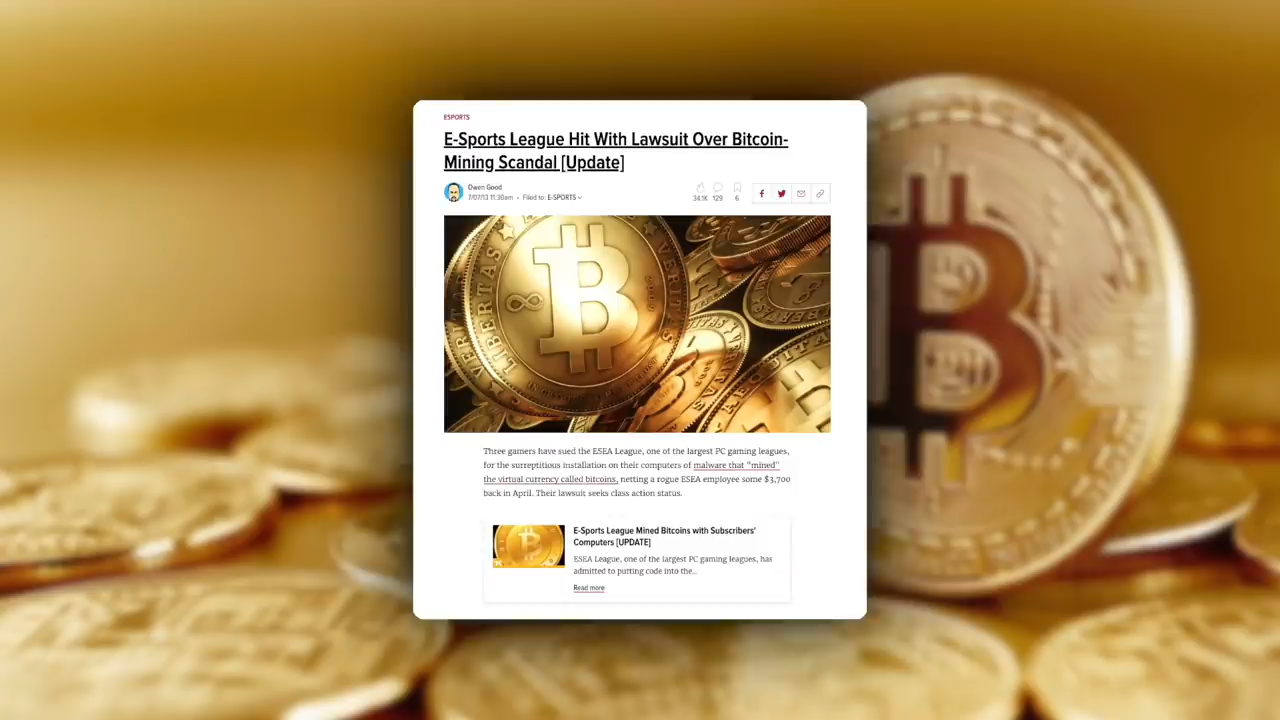 ESPORTS
E-Sports League Hit With Lawsuit Over Bitcoin-
Mining Scandal [Update]
Owen Good
7/07/13 11:30am • Filed to: E-SPORTS
34.1K 129 6
LIBERTAS
VERITAS
Three gamers have sued the ESEA League, one of the largest PC gaming leagues,
for the surreptitious installation on their computers of malware that "mined"
the virtual currency called bitcoins, netting a rogue ESEA employee some $3,700
back in April. Their lawsuit seeks class action status.
E-Sports League Mined Bitcoins with Subscribers'
Computers [UPDATE]
ESEA League, one of the largest PC gaming leagues, has
admitted to putting code into the...
Read more